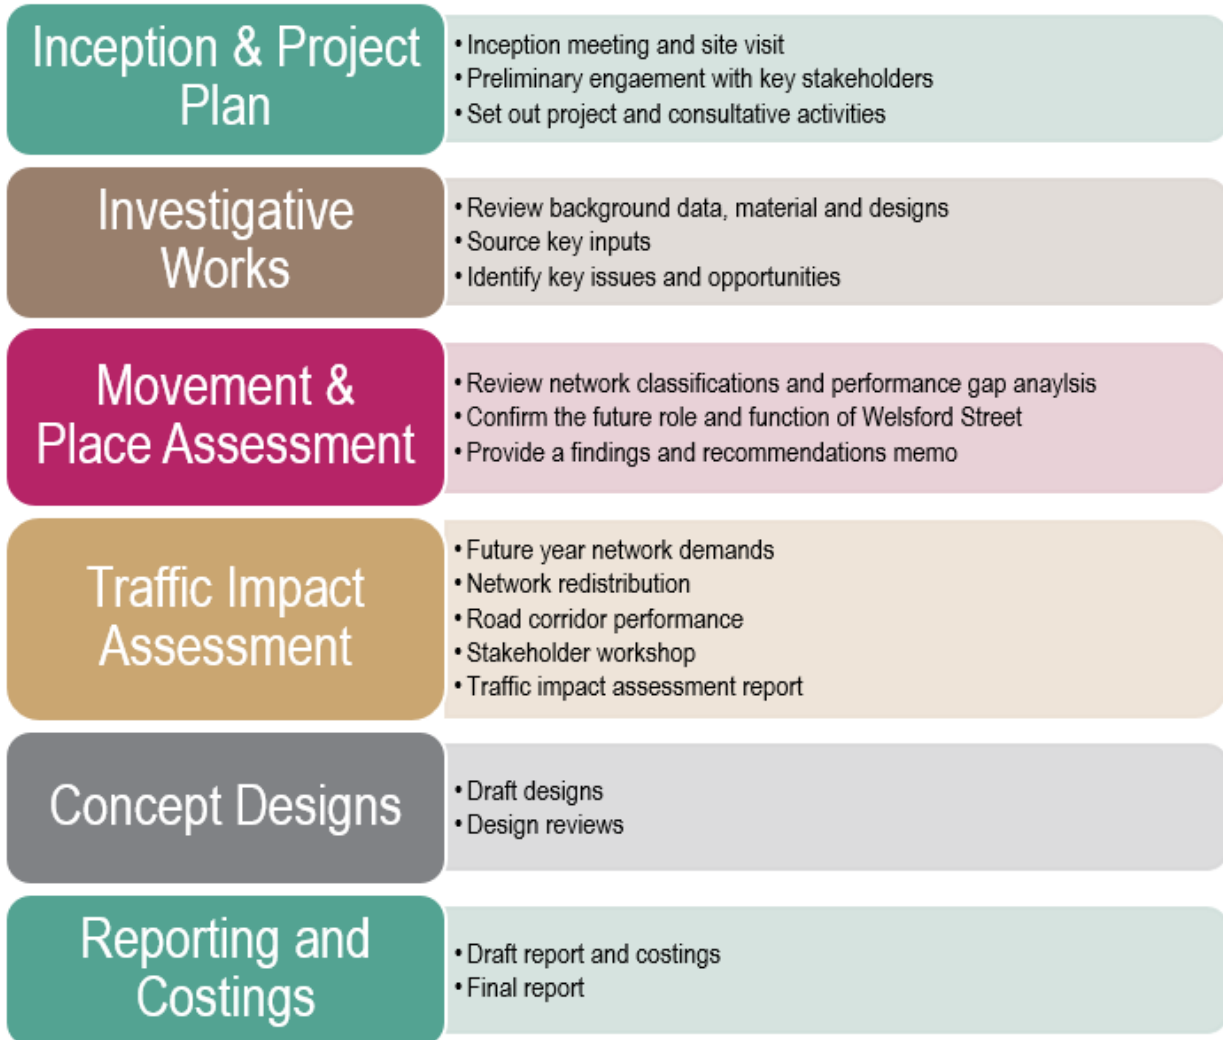 Inception & Project
Plan
• Inception meeting and site visit
• Preliminary engaement with key stakeholders
• Set out project and consultative activities
Investigative
Works
• Review background data, material and designs
• Source key inputs
• Identify key issues and opportunities
Movement &
Place Assessment
• Review network classifications and performance gap anaylsis
• Confirm the future role and function of Welsford Street
• Provide a findings and recommendations memo
Traffic Impact
Assessment
• Future year network demands
• Network redistribution
• Road corridor performance
• Stakeholder workshop
• Traffic impact assessment report
Concept Designs
• Draft designs
• Design reviews
Reporting and
Costings
• Draft report and costings
• Final report